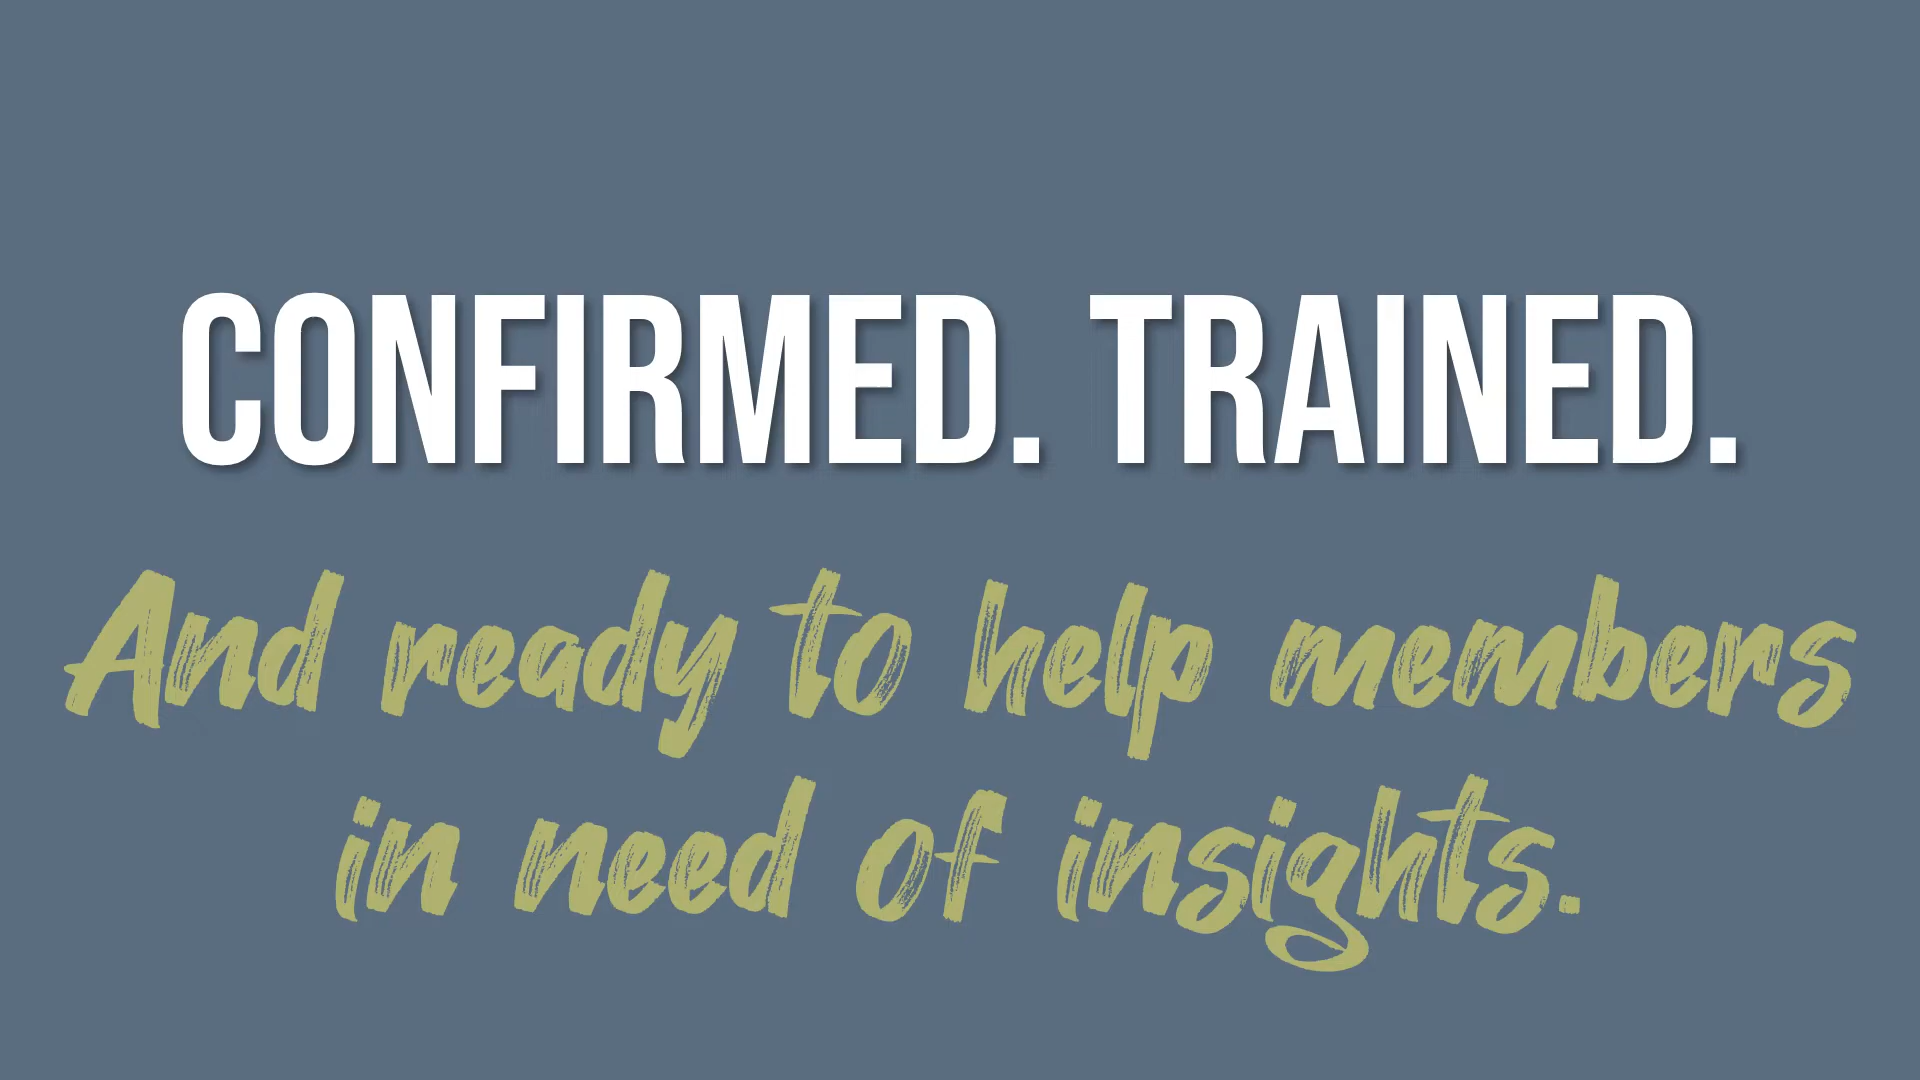 CONFIRMED. TRAINED.
And ready to help members
in need of insights.